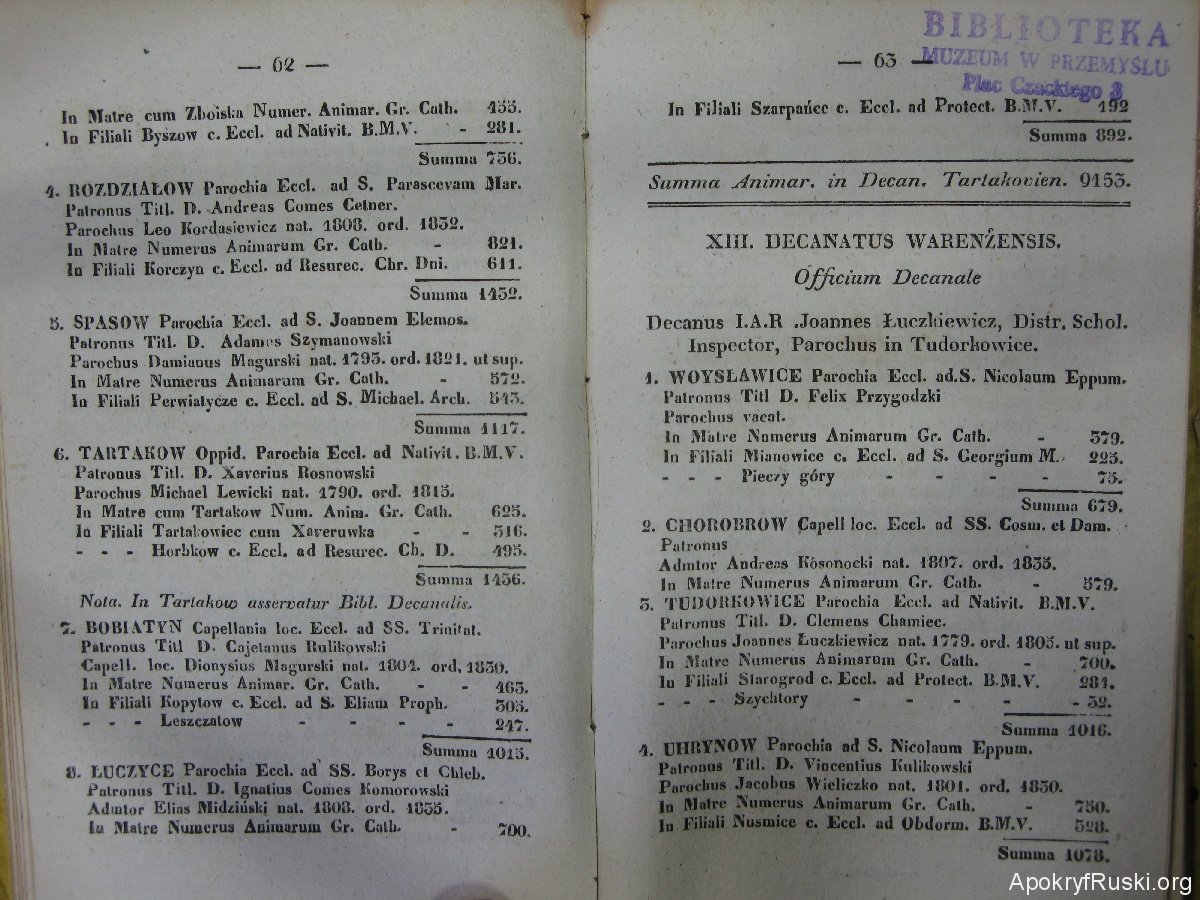 — 62 —
In Matre cum Zboiska Numer. Animar. Gr. Cath. 455.
In Filiali Byszow c. Eccl. ad Nativit. B.M.V. - 281.
Summa 736.
4. ROZDZIAŁOW Parochia Eccl. ad S. Parascevam Mar.
Patronus Titl. D. Andreas Comes Cetner.
Parochus Leo Kordasiewicz nat. 1808. ord. 1832.
In Matre Numerus Animarum Gr. Cath. - 821.
In Filiali Korczyn c. Eccl. ad Resurec. Chr. Dni. 611.
Summa 1432.
5. SPASOW Parochia Eccl. ad S. Joannem Elemos.
Patronus Titl. D. Adames Szymanowski
Parochus Damianus Magurski nat. 1793. ord. 1821. ut sup.
In Matre Numerus Animarum Gr. Cath. - 572.
In Filiali Perwiatycze c. Eccl. ad S. Michael. Arch. 545.
Summa 1117.
6. TARTAKOW Oppid. Parochia Eccl. ad Nativit. B.M.V.
Patronus Titl. D. Xaverius Rosnowski
Parochus Michael Lewicki nat. 1790. ord. 1815.
In Matre cum Tartakow Num. Anim. Gr. Cath. 625.
In Filiali Tartakowiec cum Xaveruwka - - 316.
- - - Horbkow c. Eccl. ad Resurec. Ch. D. 495.
Summa 1436.
Nota. In Tartakow asservatur Bibl. Decanalis.
7. BOBIATYN Capellania loc. Eccl. ad SS. Trinitat.
Patronus Titl D. Cajetanus Rulikowski
Capell. loc. Dionysius Magurski nat. 1804. ord. 1830.
In Matre Numerus Animar. Gr. Cath. - - 463.
In Filiali Kopytow c. Eccl. ad S. Eliam Proph. 305.
- - - Leszczatow - - - - 247.
Summa 1015.
8. ŁUCZYCE Parochia Eccl. ad SS. Borys et Chleb.
Patronus Titl. D. Ignatius Comes Komorowski
Admtor Elias Midziński nat. 1808. ord. 1835.
In Matre Numerus Animarum Gr. Cath. - 700.
BIBLIOTEKA
MUZEUM W PRZEMYŚLU
Plac Czackiego 3
— 63 —
In Filiali Szarpańce c. Eccl. ad Protect. B.M.V. 192
Summa 892.
Summa Animar. in Decan. Tartakovien. 9153.
XIII. DECANATUS WARENŹENSIS.
Officium Decanale
Decanus I.A.R .Joannes Łuczkiewicz, Distr. Schol.
Inspector, Parochus in Tudorkowice.
1. WOYSŁAWICE Parochia Eccl. ad.S. Nicolaum Eppum.
Patronus Titl D. Felix Przygodzki
Parochus vacat.
In Matre Numerus Animarum Gr. Cath. - 379.
In Filiali Mianowice c. Eccl. ad S. Georgium M. 225.
- - - Pieczy góry - - - - 75.
Summa 679.
2. CHOROBROW Capell loc. Eccl. ad SS. Cosm. et Dam.
Patronus
Admtor Andreas Kosonocki nat. 1807. ord. 1835.
In Matre Numerus Animarum Gr. Cath. - 579.
3. TUDORKOWICE Parochia Eccl. ad Nativit. B.M.V.
Patronus Titl. D. Clemens Chamiec.
Parochus Joannes Łuczkiewicz nat. 1779. ord. 1805. ut sup.
In Matre Numerus Animarum Gr. Cath. - 700.
In Filiali Starogrod c. Eccl. ad Protect. B.M.V. 281.
- - - Szychtory - - - - 32.
Summa 1016.
4. UHRYNOW Parochia ad S. Nicolaum Eppum.
Patronus Titl. D. Vincentius Kulikowski
Parochus Jacobus Wieliczko nat. 1801. ord. 1830.
In Matre Numerus Animarum Gr. Cath. - 750.
In Filiali Nusmice c. Eccl. ad Obdorm. B.M.V. 328.
Summa 1078.
ApokryfRuski.org